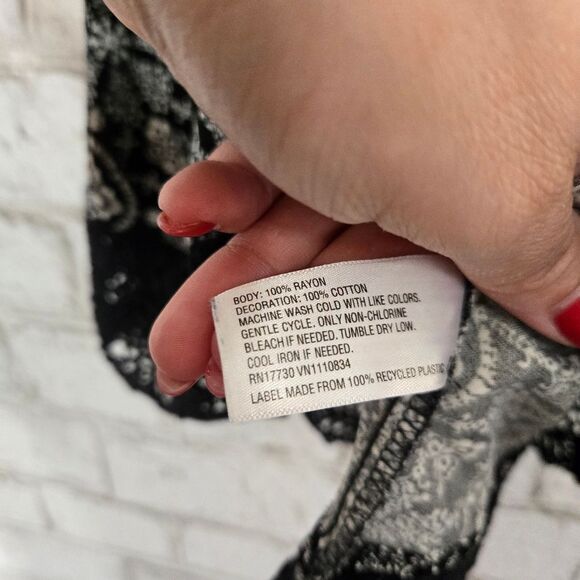 BODY: 100% RAYON
DECORATION: 100% COTTON
MACHINE WASH COLD WITH LIKE COLORS.
GENTLE CYCLE. ONLY NON-CHLORINE
BLEACH IF NEEDED. TUMBLE DRY LOW.
COOL IRON IF NEEDED.
RN17730 VN1110834
LABEL MADE FROM 100% RECYCLED PLASTIC